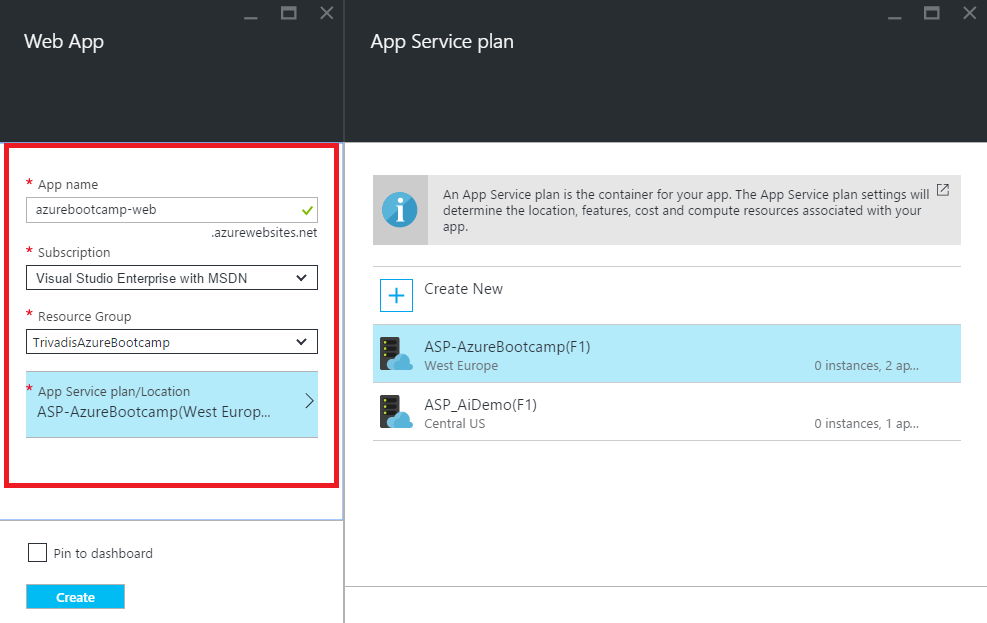 Web App
* App name
azurebootcamp-web
.azurewebsites.net
* Subscription
Visual Studio Enterprise with MSDN
* Resource Group
TrivadisAzureBootcamp
* App Service plan/Location
ASP-AzureBootcamp(West Europ...
Pin to dashboard
Create
App Service plan
An App Service plan is the container for your app. The App Service plan settings will
determine the location, features, cost and compute resources associated with your
app.
Create New
ASP-AzureBootcamp(F1)
West Europe
0 instances, 2 ap...
ASP_AiDemo(F1)
Central US
0 instances, 1 ap...